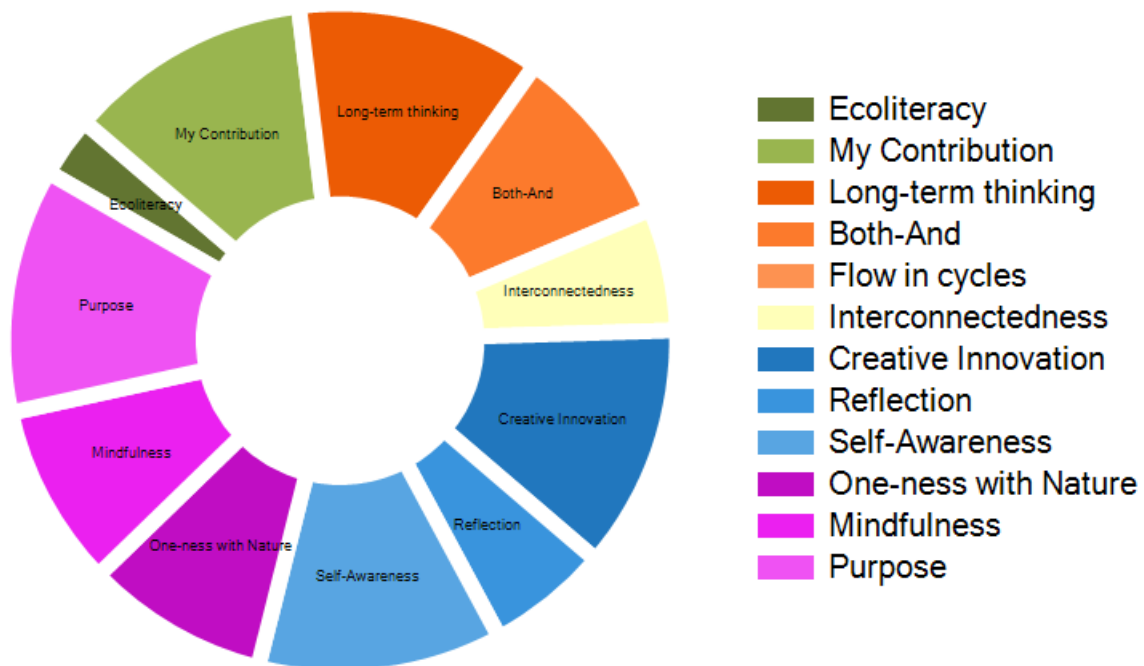 My Contribution
Long-term thinking
Both-And
Ecoliteracy
Purpose
Interconnectedness
Creative Innovation
Mindfulness
Reflection
One-ness with Nature
Self-Awareness
Ecoliteracy
My Contribution
Long-term thinking
Both-And
Flow in cycles
Interconnectedness
Creative Innovation
Reflection
Self-Awareness
One-ness with Nature
Mindfulness
Purpose